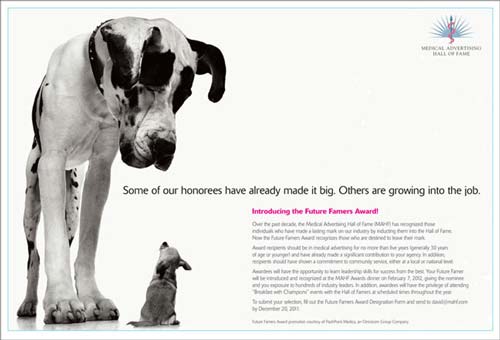 MEDICAL ADVERTISING
HALL OF FAME
Some of our honorees have already made it big. Others are growing into the job.
Introducing the Future Famers Award!
Over the past decade, the Medical Advertising Hall of Fame (MAHF) has recognized those
individuals who have made a lasting mark on our industry by inducting them into the Hall of Fame.
Now the Future Famers Award recognizes those who are destined to leave their mark.
Award recipients should be in medical advertising for no more than five years (generally 30 years
of age or younger) and have already made a significant contribution to your agency. In addition,
recipients should have shown a commitment to community service, either at a local or national level.
Awardees will have the opportunity to learn leadership skills for success from the best. Your Future Famer
will be introduced and recognized at the MAHF Awards dinner on February 7, 2012, giving the nominee
and you exposure to hundreds of industry leaders. In addition, awardees will have the privilege of attending
"Breakfast with Champions" events with the Hall of Famers at scheduled times throughout the year.
To submit your selection, fill out the Future Famers Award Designation Form and send to david@mahf.com
by December 20, 2011.
Future Famers Award promotion courtesy of Flashpoint Medica, an Omnicom Group Company.